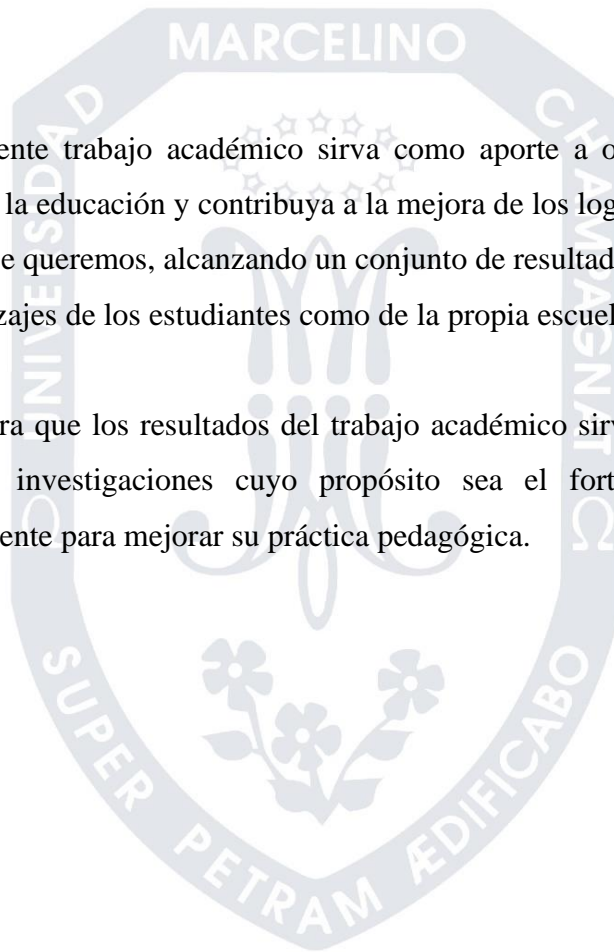 MARCELINO
CHAMPAGNAT
UNIVERSIDAD
ente trabajo académico sirva como aporte a o
la educación y contribuya a la mejora de los log
e queremos, alcanzando un conjunto de resultad
zajes de los estudiantes como de la propia escuel
ra que los resultados del trabajo académico sirv
investigaciones cuyo propósito sea el fort
ente para mejorar su práctica pedagógica.
SUPER PETRAM ÆDIFICABO